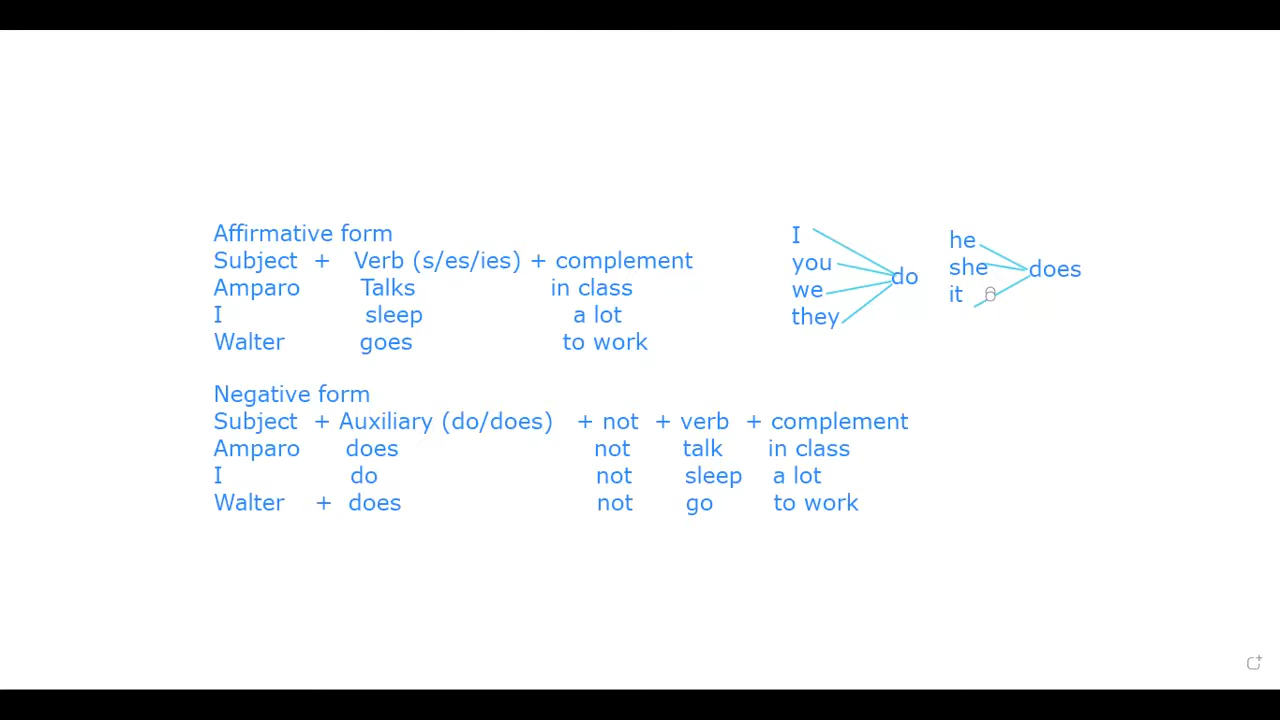 Affirmative form
Subject + Verb (s/es/ies) + complement
Amparo Talks in class
I sleep a lot
Walter goes to work
Negative form
Subject + Auxiliary (do/does) + not + verb + complement
Amparo does not talk in class
I do not sleep a lot
Walter + does not go to work
I
you
we
they
do
he
she
it
does